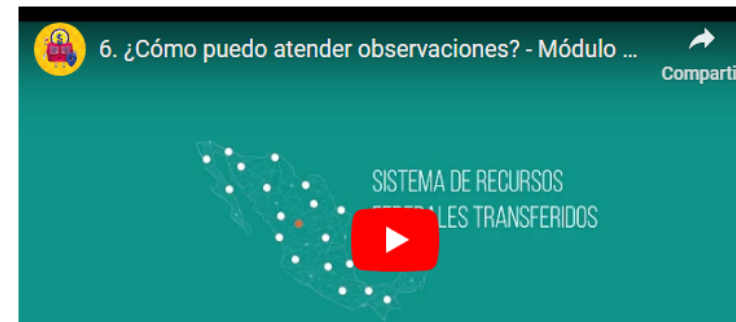 6. ¿Cómo puedo atender observaciones? - Módulo ...
Comparti
SISTEMA DE RECURSOS
LES TRANSFERIDOS